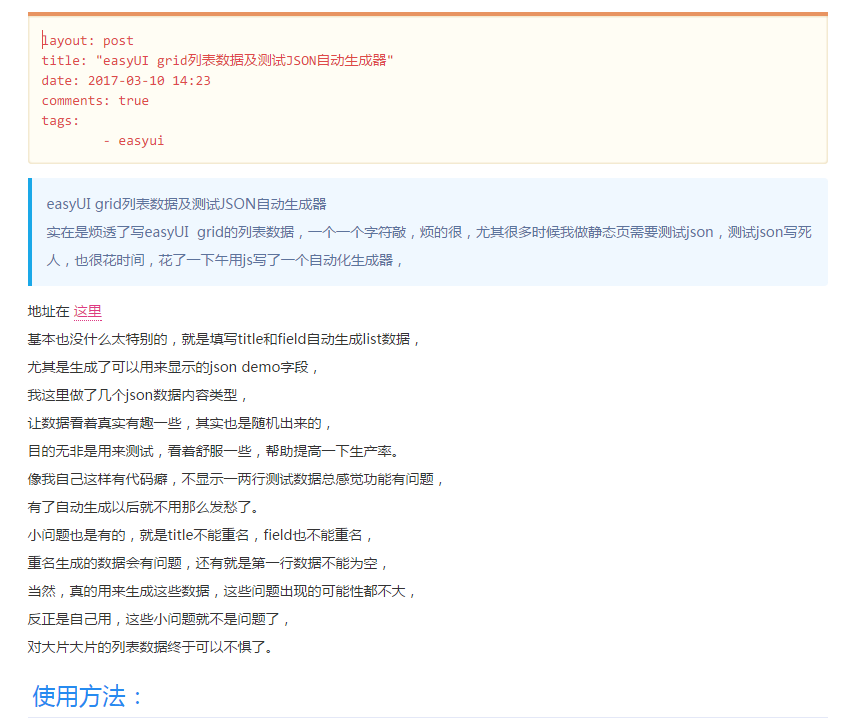 layout: post
title: "easyUI grid列表数据及测试JSON自动生成器"
date: 2017-03-10 14:23
comments: true
tags:
        - easyui
easyUI grid列表数据及测试JSON自动生成器
实在是烦透了写easyUI  grid的列表数据，一个一个字符敲，烦的很，尤其很多时候我做静态页需要测试json，测试json写死
人，也很花时间，花了一下午用js写了一个自动化生成器，
地址在 这里
基本也没什么太特别的，就是填写title和field自动生成list数据，
尤其是生成了可以用来显示的json demo字段，
我这里做了几个json数据内容类型，
让数据看着真实有趣一些，其实也是随机出来的，
目的无非是用来测试，看着舒服一些，帮助提高一下生产率。
像我自己这样有代码癖，不显示一两行测试数据总感觉功能有问题，
有了自动生成以后就不用那么发愁了。
小问题也是有的，就是title不能重名，field也不能重名，
重名生成的数据会有问题，还有就是第一行数据不能为空，
当然，真的用来生成这些数据，这些问题出现的可能性都不大，
反正是自己用，这些小问题就不是问题了，
对大片大片的列表数据终于可以不惧了。
使用方法：